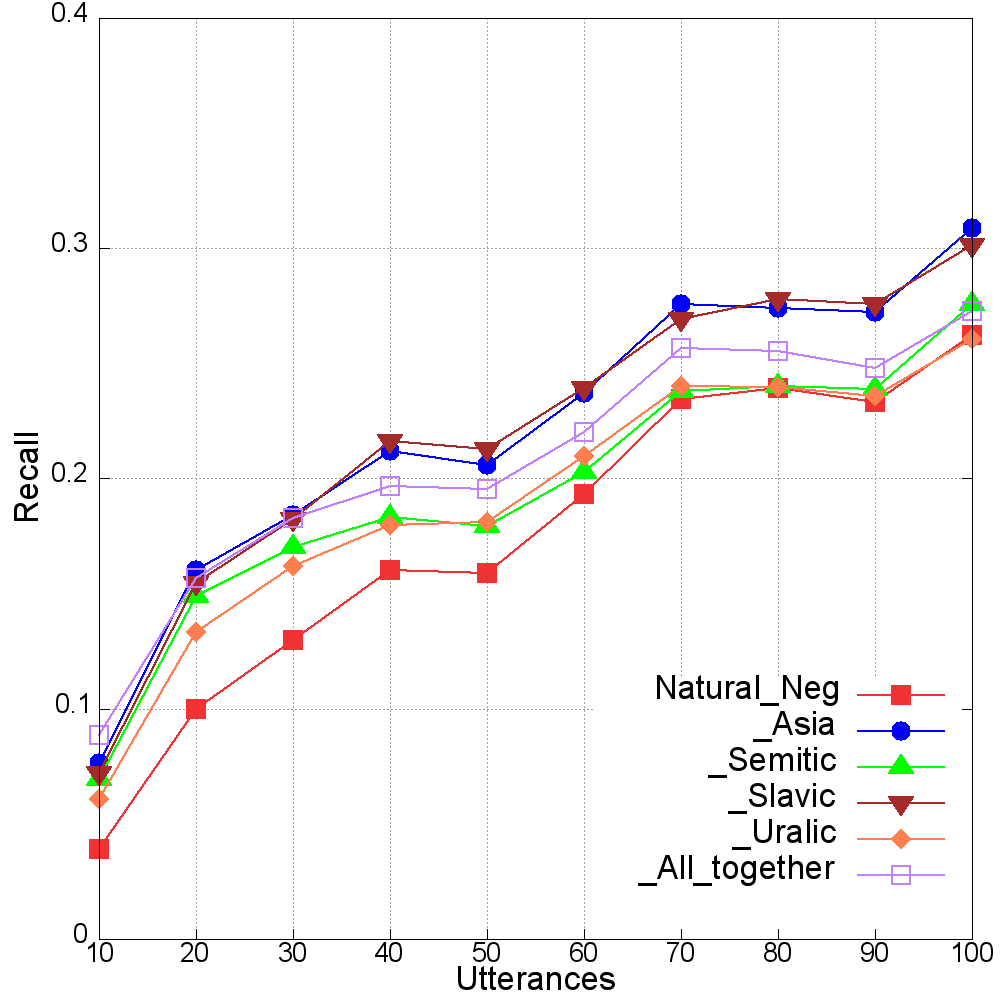 0.4
0.3
0.2
0.1
0
Recall
10 20 30 40 50 60 70 80 90 100
Utterances
Natural_Neg
_Asia
_Semitic
_Slavic
_Uralic
_All_together